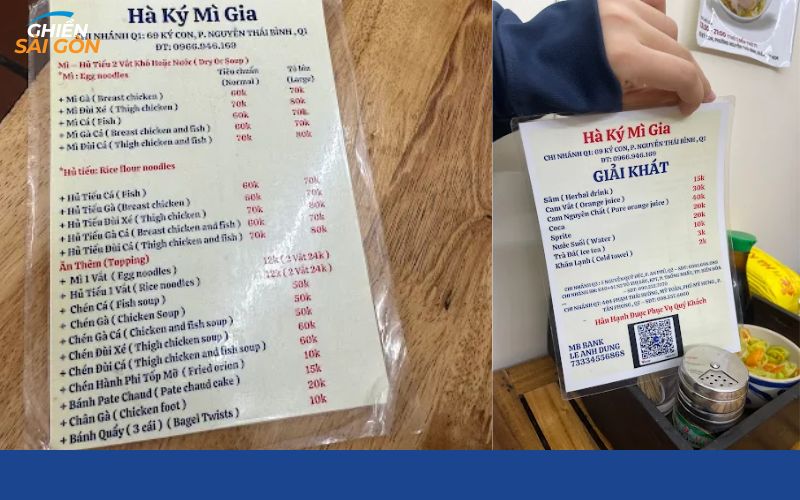 GHIỀN
SÀI GÒN
Hà Ký Mì Gia
CHI NHÁNH Q1: 69 KÝ CON, P. NGUYỄN THÁI BÌNH , Q1
ĐT: 0966.946.169
Mì – Hủ Tiếu 2 Vắt Khô Hoặc Nước ( Dry Or Soup )
*Mì : Egg noodles Tiêu chuẩn Tô lớn
(Normal ) (Large)
+ Mì Gà ( Breast chicken ) 60k 70k
+ Mì Đùi Xé ( Thigh chicken ) 70k 80k
+ Mì Cá ( Fish ) 60k 70k
+ Mì Gà Cá ( Breast chicken and fish ) 60k 70k
+ Mì Đùi Cá ( Thigh chicken and fish ) 70k 80k
*Hủ tiếu: Rice flour noodles
+ Hủ Tiếu Cá ( Fish ) 60k 70k
+ Hủ Tiếu Gà ( Breast chicken ) 60k 70k
+ Hủ Tiếu Đùi Xé ( Thigh chicken ) 70k 80k
+ Hủ Tiếu Gà Cá ( Breast chicken and fish ) 60k 70k
+ Hủ Tiếu Đùi Cá ( Thigh chicken and fish ) 70k 80k
Ăn Thêm (Topping)
+ Mì 1 Vắt ( Egg noodles ) 12k ( 2 Vắt 24k )
+ Hủ Tiếu 1 Vắt ( Rice noodles ) 12k ( 2 Vắt 24k )
+ Chén Cá ( Fish soup ) 50k
+ Chén Gà ( Chicken soup ) 50k
+ Chén Gà Cá ( Chicken and fish soup ) 50k
+ Chén Đùi Xé ( Thigh chicken soup ) 60k
+ Chén Đùi Cá ( Thigh chicken and fish soup ) 60k
+ Chén Hành Phi Tóp Mỡ ( Fried onion ) 10k
+ Bánh Pate Chaud ( Pate chaud cake ) 15k
+ Chân Gà ( Chicken foot ) 20k
+ Bánh Quẩy ( 3 cái ) ( Bagel Twists ) 10k
Hà Ký Mì Gia
CHI NHÁNH Q1: 69 KÝ CON, P. NGUYỄN THÁI BÌNH , Q1
ĐT: 0966.946.169
GIẢI KHÁT
Sâm ( Herbal drink ) 15k
Cam Vắt ( Orange juice ) 30k
Cam Nguyên Chất ( Pure orange juice ) 40k
Coca 20k
Sprite 20k
Nước Suối ( Water ) 10k
Trà Đá( Ice tea ) 3k
Khăn Lạnh ( Cold towel ) 2k
Hân Hạnh Được Phục Vụ Quý Khách
MB BANK
LE ANH DUNG
73334556868